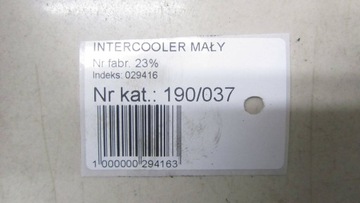 INTERCOOLER MAŁY
Nr fabr. 23%
Indeks: 029416
Nr kat.: 190/037
1 000000 294163